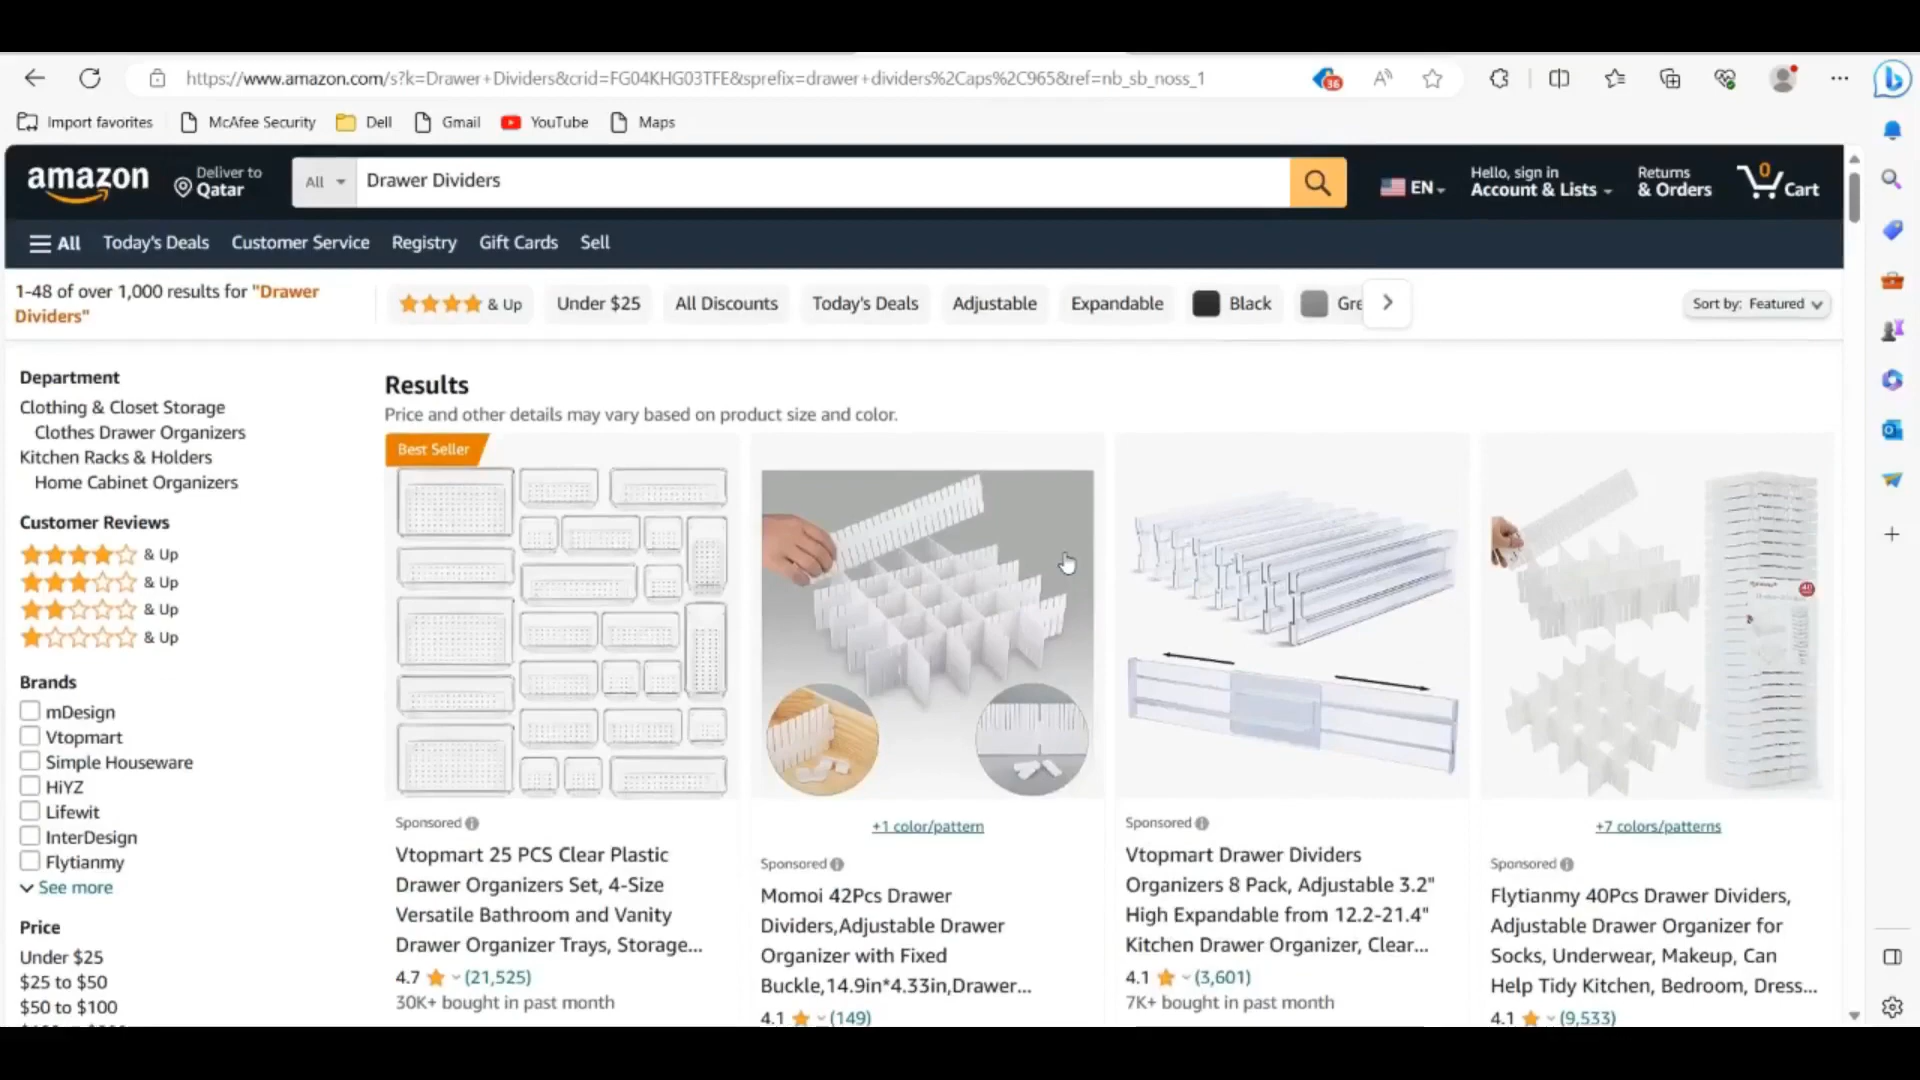 https://www.amazon.com/s?k=Drawer+Dividers&crid=FG04KHG03TFE&sprefix=drawer+dividers%2Caps%2C965&ref=nb_sb_noss_1
36
Import favorites
McAfee Security
Dell
Gmail
YouTube
Maps
amazon
Deliver to
Qatar
All
Drawer Dividers
EN
Hello, sign in
Account & Lists
Returns
& Orders
0
Cart
All
Today's Deals
Customer Service
Registry
Gift Cards
Sell
1-48 of over 1,000 results for "Drawer
Dividers"
& Up
Under $25
All Discounts
Today's Deals
Adjustable
Expandable
Black
Gre
Sort by: Featured
Department
Clothing & Closet Storage
Clothes Drawer Organizers
Kitchen Racks & Holders
Home Cabinet Organizers
Customer Reviews
& Up
& Up
& Up
& Up
Brands
mDesign
Vtopmart
Simple Houseware
HiYZ
Lifewit
InterDesign
Flytianmy
See more
Price
Under $25
$25 to $50
$50 to $100
Results
Price and other details may vary based on product size and color.
Best Seller
Sponsored
Vtopmart 25 PCS Clear Plastic
Drawer Organizers Set, 4-Size
Versatile Bathroom and Vanity
Drawer Organizer Trays, Storage...
4.7 (21,525)
30K+ bought in past month
+1 color/pattern
Sponsored
Momoi 42Pcs Drawer
Dividers,Adjustable Drawer
Organizer with Fixed
Buckle,14.9in*4.33in,Drawer...
4.1 (149)
Sponsored
Vtopmart Drawer Dividers
Organizers 8 Pack, Adjustable 3.2"
High Expandable from 12.2-21.4"
Kitchen Drawer Organizer, Clear...
4.1 (3,601)
7K+ bought in past month
+7 colors/patterns
Sponsored
Flytianmy 40Pcs Drawer Dividers,
Adjustable Drawer Organizer for
Socks, Underwear, Makeup, Can
Help Tidy Kitchen, Bedroom, Dress...
4.1 (9,533)